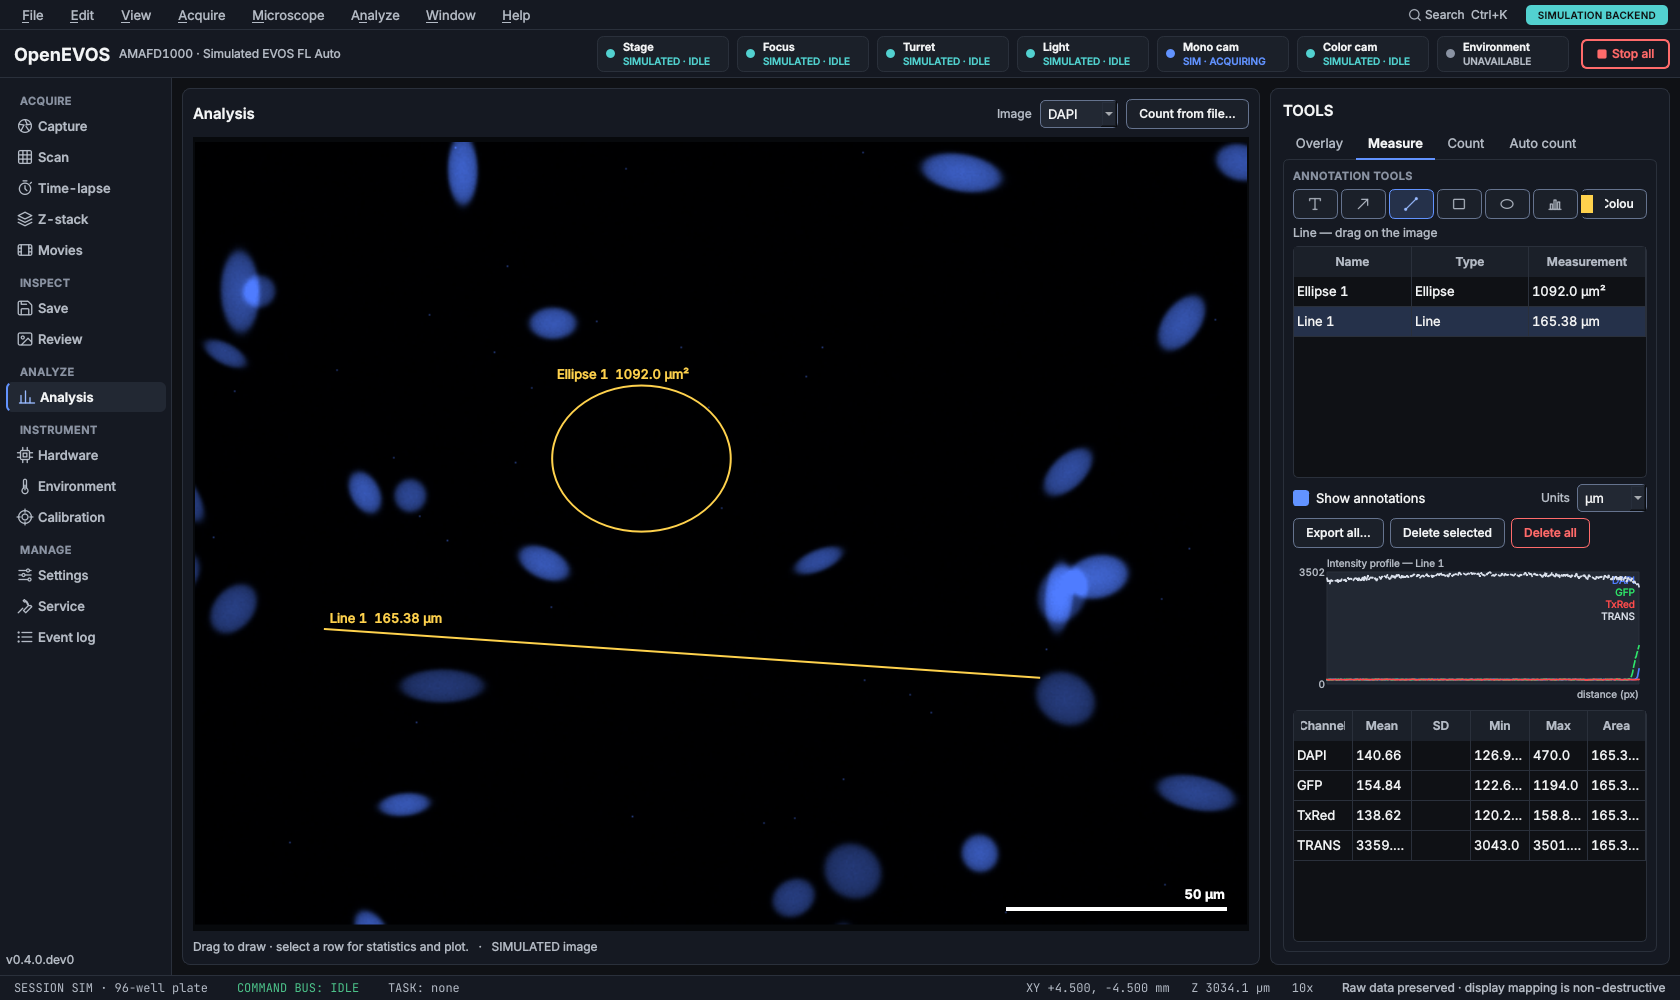 File Edit View Acquire Microscope Analyze Window Help
Search Ctrl+K
SIMULATION BACKEND
OpenEVOS AMAFD1000 · Simulated EVOS FL Auto
Stage
SIMULATED · IDLE
Focus
SIMULATED · IDLE
Turret
SIMULATED · IDLE
Light
SIMULATED · IDLE
Mono cam
SIM · ACQUIRING
Color cam
SIMULATED · IDLE
Environment
UNAVAILABLE
Stop all
ACQUIRE
Capture
Scan
Time-lapse
Z-stack
Movies
INSPECT
Save
Review
ANALYZE
Analysis
INSTRUMENT
Hardware
Environment
Calibration
MANAGE
Settings
Service
Event log
v0.4.0.dev0
Analysis
Image DAPI Count from file...
Ellipse 1 1092.0 µm²
Line 1 165.38 µm
50 µm
Drag to draw · select a row for statistics and plot. · SIMULATED image
TOOLS
Overlay Measure Count Auto count
ANNOTATION TOOLS
T Colou
Line — drag on the image
Name Type Measurement
Ellipse 1 Ellipse 1092.0 µm²
Line 1 Line 165.38 µm
Show annotations Units µm
Export all... Delete selected Delete all
Intensity profile — Line 1
3502
DAPI
GFP
TxRed
TRANS
0
distance (px)
Channel Mean SD Min Max Area
DAPI 140.66 126.9... 470.0 165.3...
GFP 154.84 122.6... 1194.0 165.3...
TxRed 138.62 120.2... 158.8... 165.3...
TRANS 3359.... 3043.0 3501.... 165.3...
SESSION SIM · 96-well plate COMMAND BUS: IDLE TASK: none
XY +4.500, -4.500 mm Z 3034.1 µm 10x Raw data preserved · display mapping is non-destructive